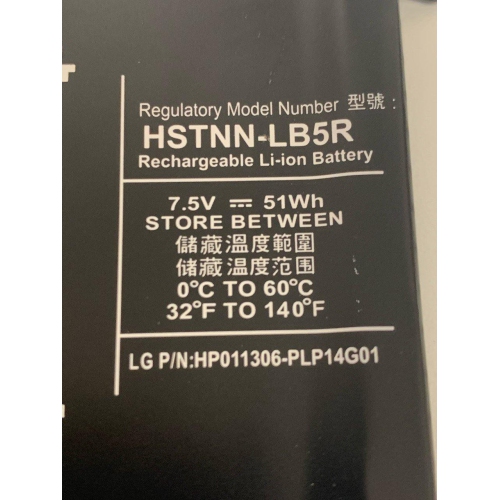 Regulatory Model Number 型號 :
HSTNN-LB5R
Rechargeable Li-ion Battery
7.5V ⎓ 51Wh
STORE BETWEEN
儲藏溫度範圍
储藏温度范围
0°C TO 60°C
32°F TO 140°F
LG P/N:HP011306-PLP14G01